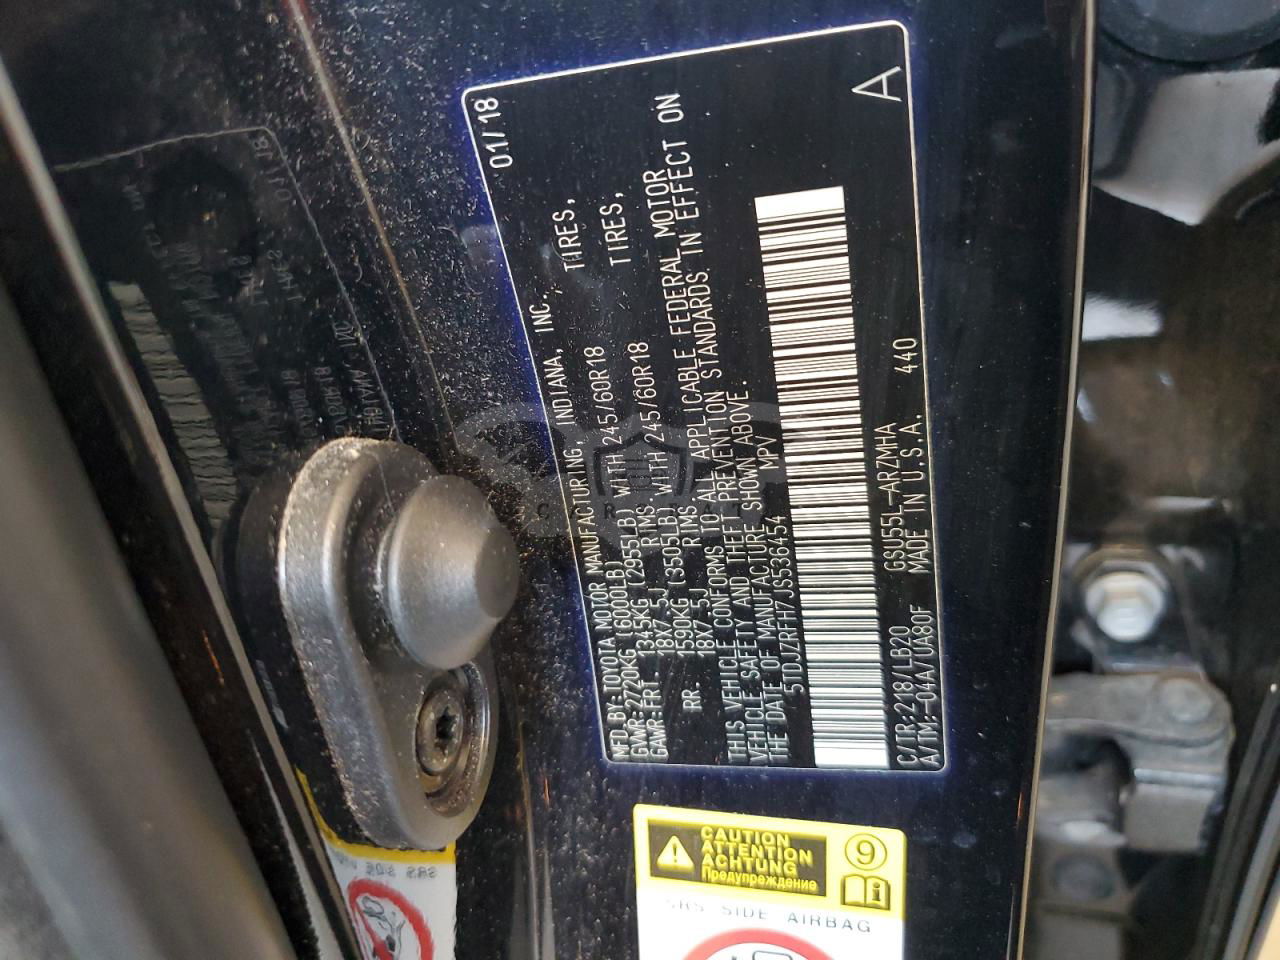 01/18
MFD.BY:TOYOTA MOTOR MANUFACTURING, INDIANA, INC.
GVWR:2720KG (6000LB)
GAWR:FRT. 1345KG (2955LB) WITH 245/60R18 TIRES,
18X7.5J RIMS,
RR. 1590KG (3505LB) WITH 245/60R18 TIRES,
18X7.5J RIMS
THIS VEHICLE CONFORMS TO ALL APPLICABLE FEDERAL MOTOR
VEHICLE SAFETY AND THEFT PREVENTION STANDARDS IN EFFECT ON
THE DATE OF MANUFACTURE SHOWN ABOVE.
5TDJZRFH7JS536454 MPV
A
C/TR:218/LB20 GSU55L-ARZMHA 440
A/TM:-04A/UA80F MADE IN U.S.A.
CAUTION
ATTENTION
ACHTUNG
Предупреждение
9
SRS SIDE AIRBAG